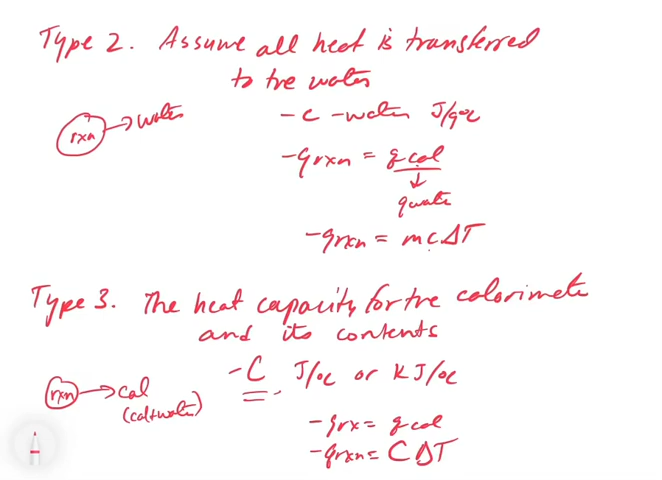 Type 2. Assume all heat is transferred
to the water
rxn → water
- c - water J/g°C
-qrxn = qcal
↓
qwater
-qrxn = mcΔT
Type 3. The heat capacity for the calorimeter
and its contents
- C J/°C or KJ/°C
rxn → cal
(cal+water)
-qrx = qcal
-qrxn = CΔT